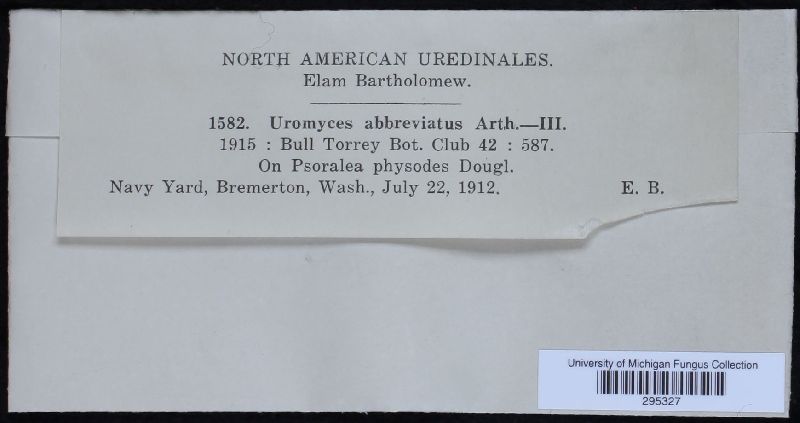 NORTH AMERICAN UREDINALES.
Elam Bartholomew.
1582. Uromyces abbreviatus Arth.—III.
1915 : Bull Torrey Bot. Club 42 : 587.
On Psoralea physodes Dougl.
Navy Yard, Bremerton, Wash., July 22, 1912. E. B.
University of Michigan Fungus Collection
295327